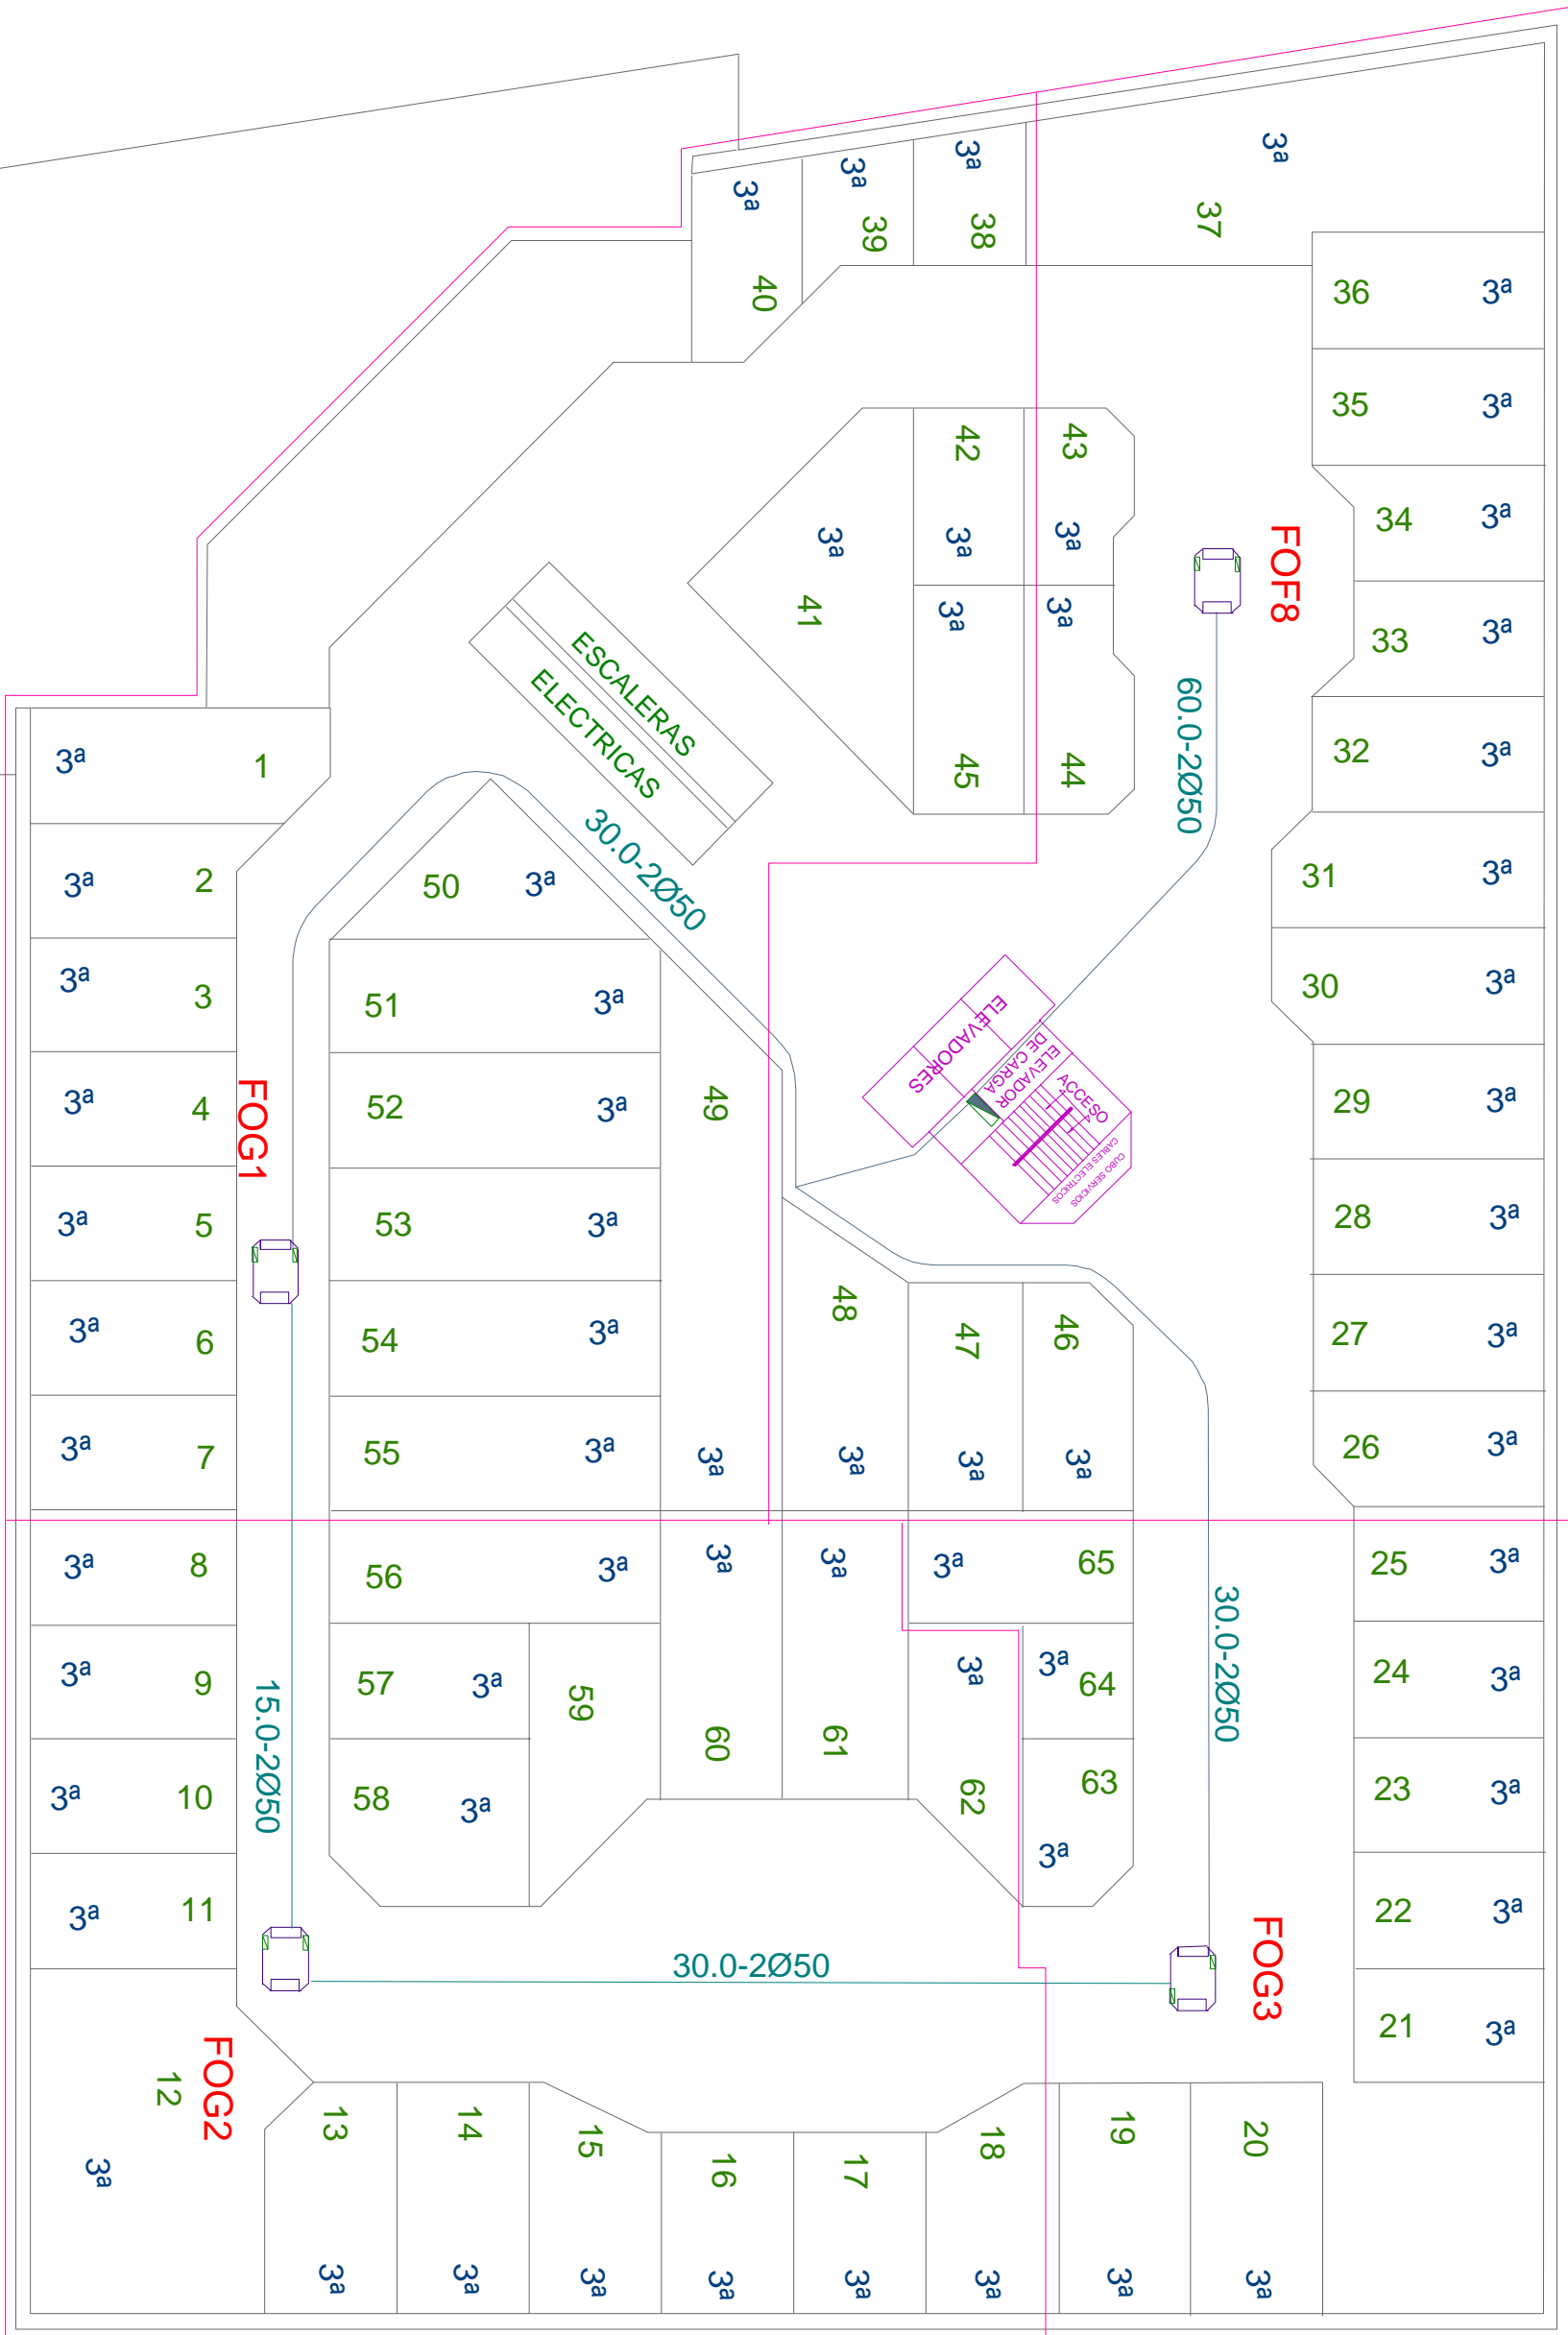 3ª
37
3ª
38
3ª
39
3ª
40
36 3ª
35 3ª
34 3ª
33 3ª
32 3ª
31 3ª
30 3ª
29 3ª
28 3ª
27 3ª
26 3ª
25 3ª
24 3ª
23 3ª
22 3ª
21 3ª
FOF8
60.0-2Ø50
42
3ª
43
3ª
3ª
41
3ª
45
3ª
44
ESCALERAS
ELECTRICAS
30.0-2Ø50
ELEVADORES
ELEVADOR
DE CARGA
ACCESO
CUBO SERVICIOS
CABLES ELECTRICOS
3ª 1
3ª 2
3ª 3
3ª 4
3ª 5
3ª 6
3ª 7
3ª 8
3ª 9
3ª 10
3ª 11
FOG1
15.0-2Ø50
50 3ª
51 3ª
52 3ª
53 3ª
54 3ª
55 3ª
56 3ª
57 3ª
58 3ª
59
49
3ª
48
3ª
47
3ª
46
3ª
3ª
60
3ª
61
3ª 65
3ª
62
3ª 64
63
3ª
30.0-2Ø50
30.0-2Ø50
FOG3
FOG2
12
3ª
13
3ª
14
3ª
15
3ª
16
3ª
17
3ª
18
3ª
19
3ª
20
3ª